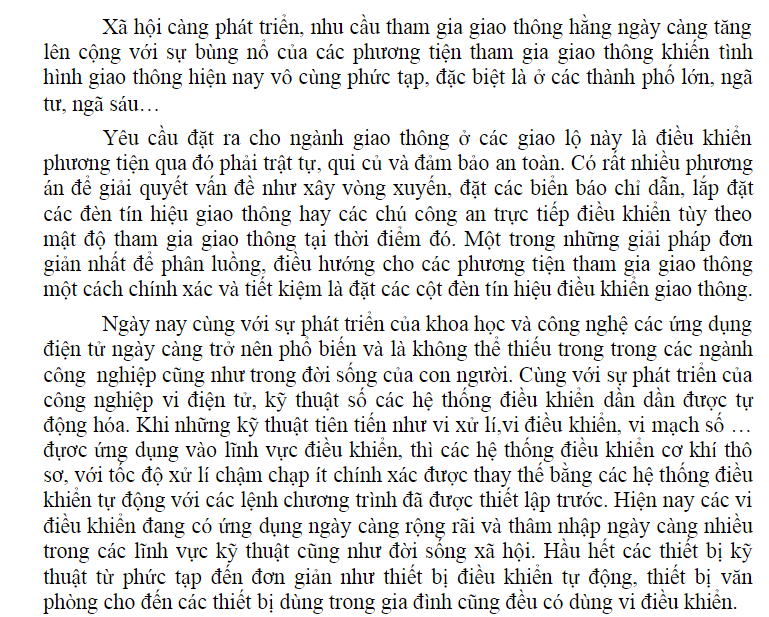 Xã hội càng phát triển, nhu cầu tham gia giao thông hằng ngày càng tăng
lên cộng với sự bùng nổ của các phương tiện tham gia giao thông khiến tình
hình giao thông hiện nay vô cùng phức tạp, đặc biệt là ở các thành phố lớn, ngã
tư, ngã sáu…
Yêu cầu đặt ra cho ngành giao thông ở các giao lộ này là điều khiển
phương tiện qua đó phải trật tự, qui củ và đảm bảo an toàn. Có rất nhiều phương
án để giải quyết vấn đề như xây vòng xuyến, đặt các biển báo chỉ dẫn, lắp đặt
các đèn tín hiệu giao thông hay các chú công an trực tiếp điều khiển tùy theo
mật độ tham gia giao thông tại thời điểm đó. Một trong những giải pháp đơn
giản nhất để phân luồng, điều hướng cho các phương tiện tham gia giao thông
một cách chính xác và tiết kiệm là đặt các cột đèn tín hiệu điều khiển giao thông.
Ngày nay cùng với sự phát triển của khoa học và công nghệ các ứng dụng
điện tử ngày càng trở nên phổ biến và là không thể thiếu trong trong các ngành
công nghiệp cũng như trong đời sống của con người. Cùng với sự phát triển của
công nghiệp vi điện tử, kỹ thuật số các hệ thống điều khiển dần dần được tự
động hóa. Khi những kỹ thuật tiên tiến như vi xử lí,vi điều khiển, vi mạch số …
được ứng dụng vào lĩnh vực điều khiển, thì các hệ thống điều khiển cơ khí thô
sơ, với tốc độ xử lí chậm chạp ít chính xác được thay thế bằng các hệ thống điều
khiển tự động với các lệnh chương trình đã được thiết lập trước. Hiện nay các vi
điều khiển đang có ứng dụng ngày càng rộng rãi và thâm nhập ngày càng nhiều
trong các lĩnh vực kỹ thuật cũng như đời sống xã hội. Hầu hết các thiết bị kỹ
thuật từ phức tạp đến đơn giản như thiết bị điều khiển tự động, thiết bị văn
phòng cho đến các thiết bị dùng trong gia đình cũng đều có dùng vi điều khiển.